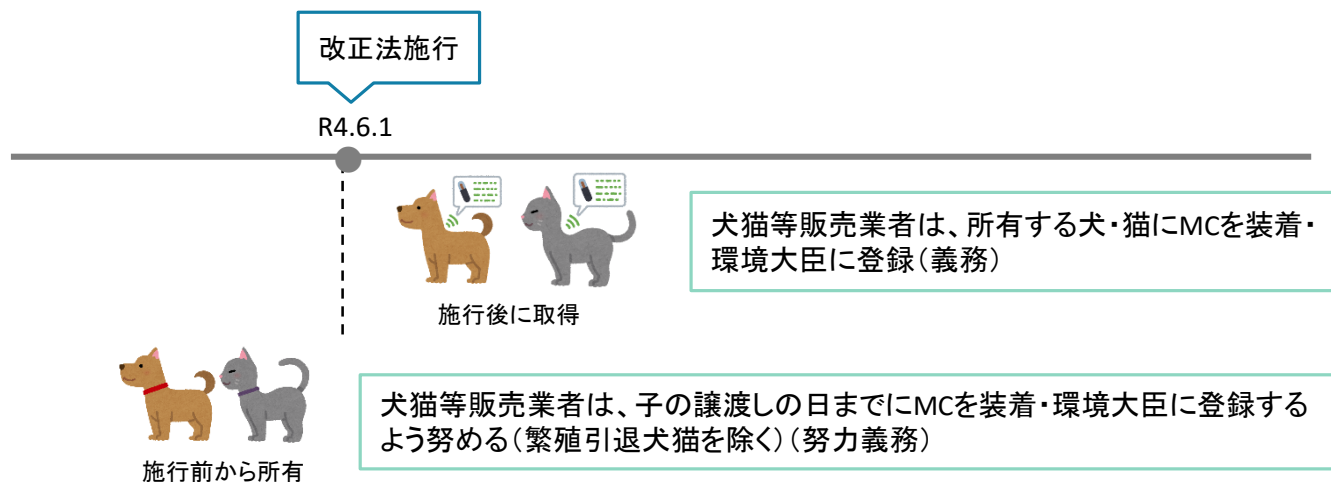 改正法施行
R4.6.1
犬猫等販売業者は、所有する犬・猫にMCを装着・
環境大臣に登録（義務）
施行後に取得
犬猫等販売業者は、子の譲渡しの日までにMCを装着・環境大臣に登録する
よう努める（繁殖引退犬猫を除く）（努力義務）
施行前から所有